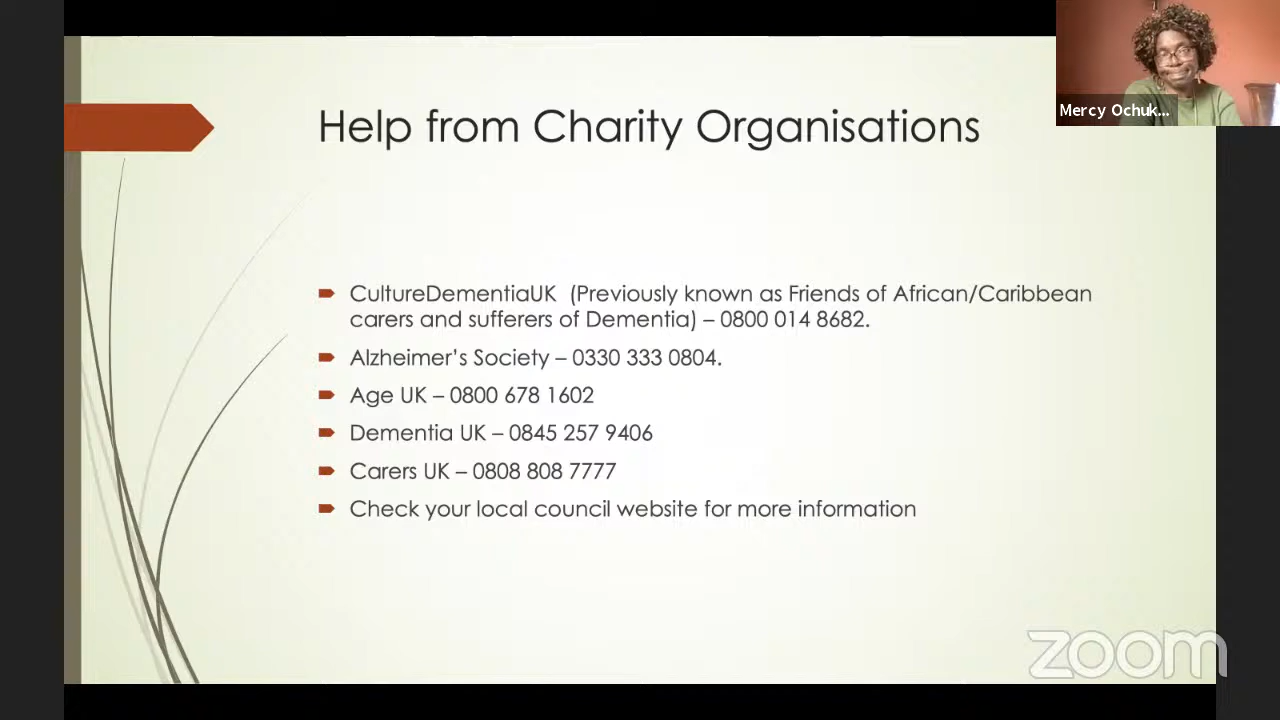 Help from Charity Organisations
CultureDementiaUK (Previously known as Friends of African/Caribbean
carers and sufferers of Dementia) – 0800 014 8682.
Alzheimer’s Society – 0330 333 0804.
Age UK – 0800 678 1602
Dementia UK – 0845 257 9406
Carers UK – 0808 808 7777
Check your local council website for more information
Mercy Ochuk...
zoom